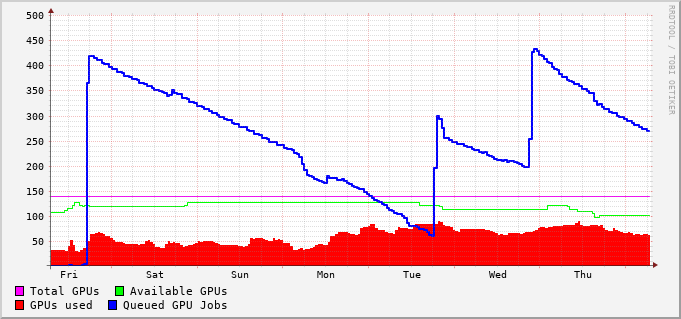 500
450
400
350
300
250
200
150
100
50
Fri Sat Sun Mon Tue Wed Thu
Total GPUs Available GPUs
GPUs used Queued GPU Jobs
RRDTOOL / TOBI OETIKER